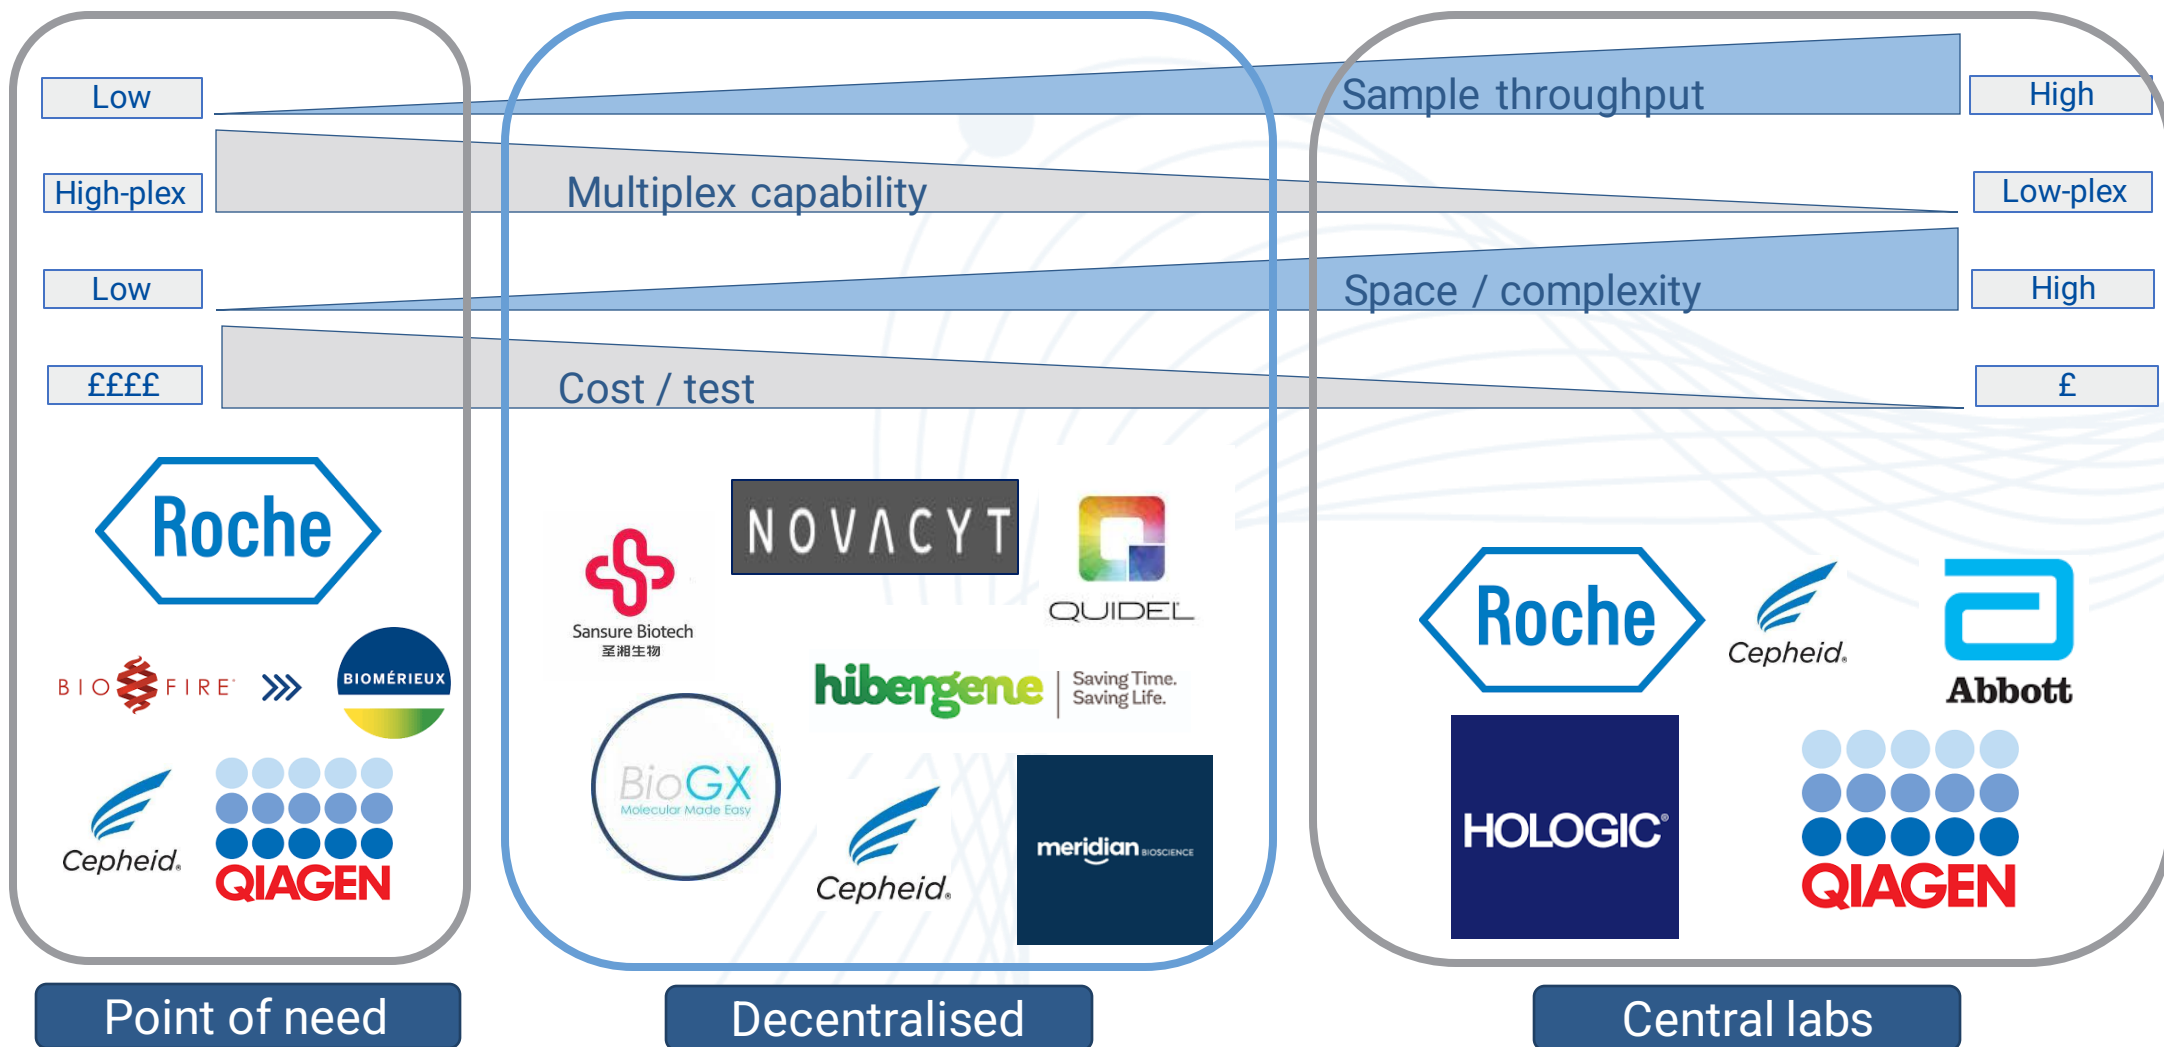 Low
Sample throughput
High
High-plex
Multiplex capability
Low-plex
Low
Space / complexity
High
££££
Cost / test
£
Roche
BIO FIRE
BIOMÉRIEUX
Cepheid®
QIAGEN
Sansure Biotech
圣湘生物
NOVACYT
QUIDEL
hibergene
Saving Time.
Saving Life.
BioGX
Molecular Made Easy
Cepheid®
meridian BIOSCIENCE
Roche
Cepheid®
Abbott
HOLOGIC®
QIAGEN
Point of need
Decentralised
Central labs